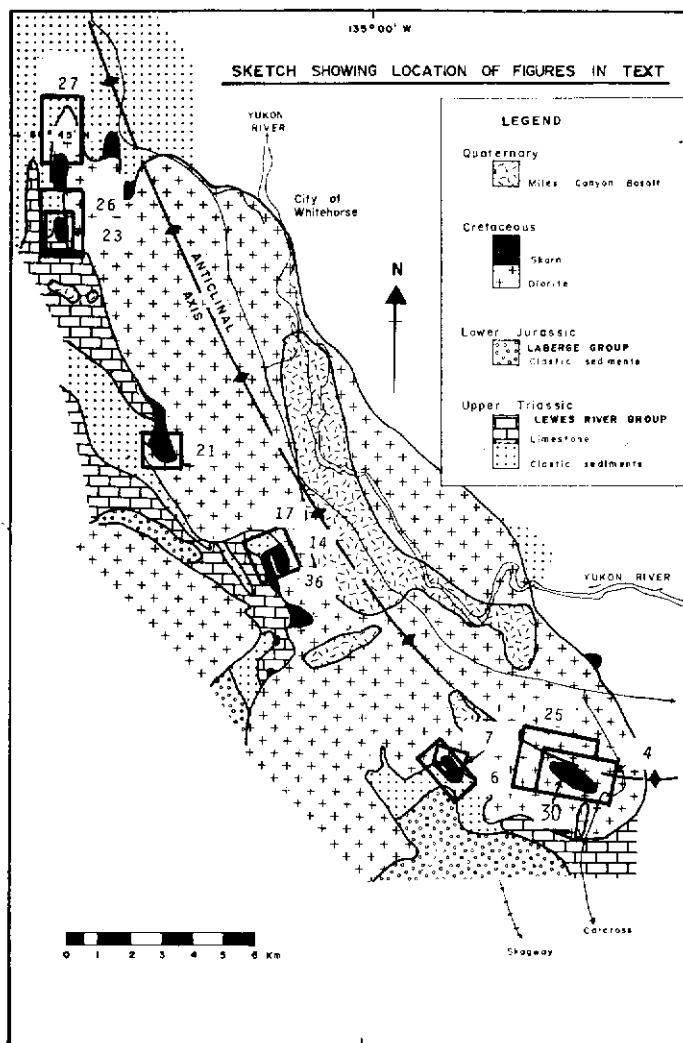 135°00' W
SKETCH SHOWING LOCATION OF FIGURES IN TEXT
27
45' N
YUKON
RIVER
City of
Whitehorse
26
23
ANTICLINAL
AXIS
N
LEGEND
Quaternary
Miles Canyon Basalt
Cretaceous
Skarn
Diorite
Lower Jurassic
LABERGE GROUP
Clastic sediments
Upper Triassic
LEWES RIVER GROUP
Limestone
Clastic sediments
21
17
14
36
YUKON RIVER
7
6
25
4
30
Carcross
Skagway
0 1 2 3 4 5 6 Km